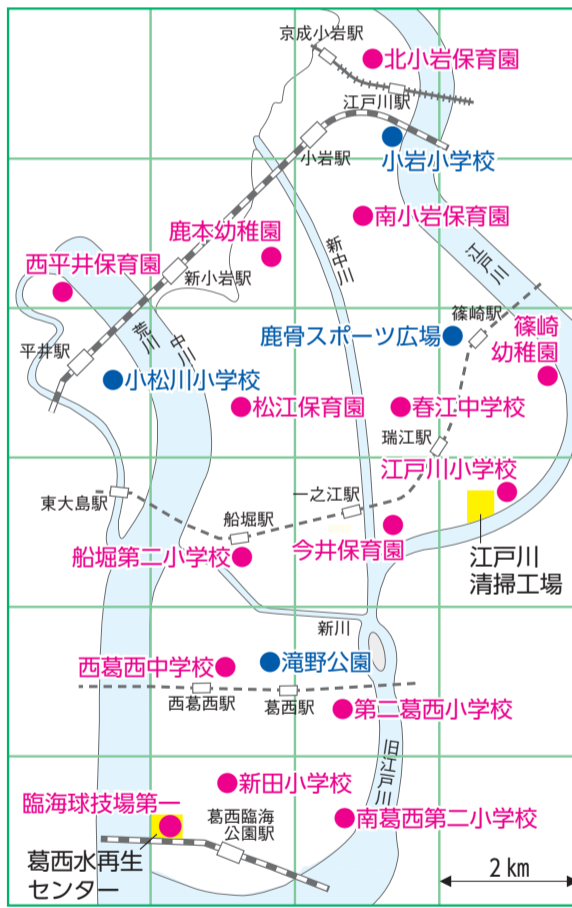 京成小岩駅
北小岩保育園
江戸川駅
小岩駅
小岩小学校
南小岩保育園
鹿本幼稚園
新中川
江戸川
西平井保育園
新小岩駅
荒川
中川
平井駅
鹿骨スポーツ広場
篠崎駅
篠崎
幼稚園
小松川小学校
松江保育園
春江中学校
瑞江駅
江戸川小学校
東大島駅
一之江駅
船堀駅
船堀第二小学校
今井保育園
江戸川
清掃工場
新川
西葛西中学校
滝野公園
西葛西駅
葛西駅
第二葛西小学校
旧江戸川
新田小学校
臨海球技場第一
葛西臨海
公園駅
南葛西第二小学校
葛西水再生
センター
2 km